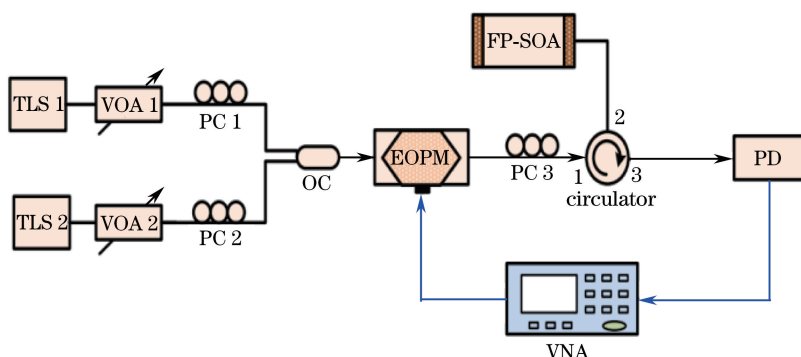 FP-SOA
TLS 1
VOA 1
PC 1
2
EOPM
PD
OC
PC 3
1
3
circulator
TLS 2
VOA 2
PC 2
VNA